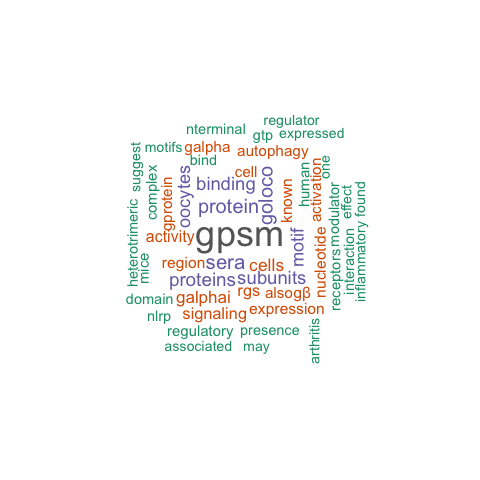 regulator
nterminal
gtp expressed
motifs galpha
bind autophagy
suggest
complex
gprotein
oocytes
cell
binding
goloco
known
human
one
activation
protein
modulator
effect
found
heterotrimeric
mice
activity
gpsm
motif
nucleotide
receptors
interaction
inflammatory
region sera cells
proteins subunits
domain galphai rgs alsogβ
nlrp signaling expression
regulatory presence
associated may
arthritis